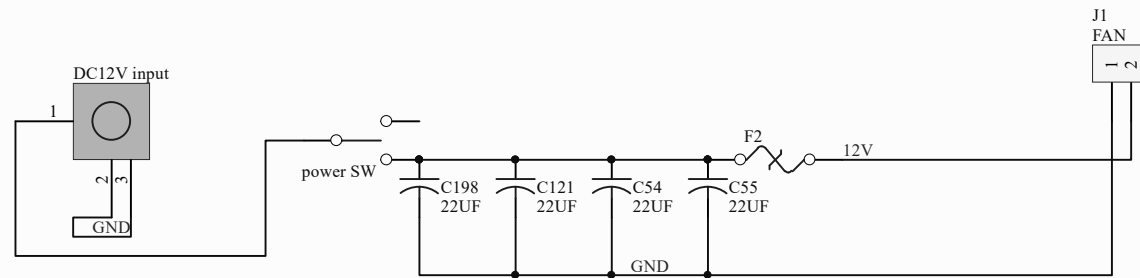 J1
FAN
1
2
DC12V input
1
2
3
GND
power SW
F2
12V
C198
22UF
C121
22UF
C54
22UF
C55
22UF
GND